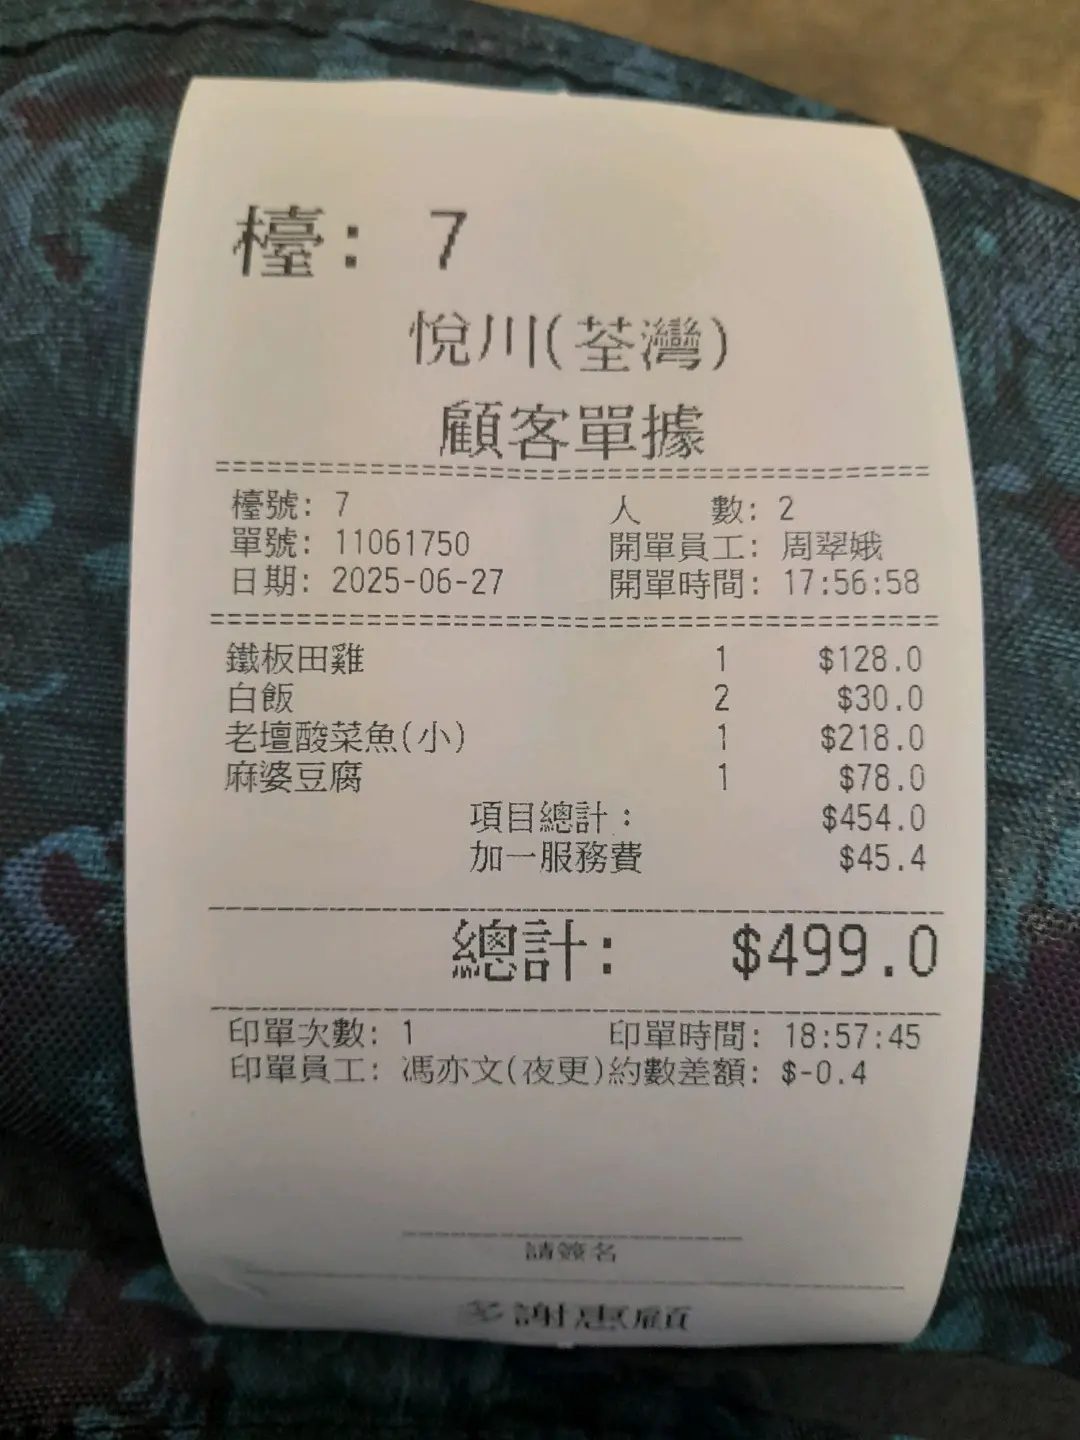 檯: 7
悅川(荃灣)
顧客單據
檯號: 7 人 數: 2
單號: 11061750 開單員工: 周翠娥
日期: 2025-06-27 開單時間: 17:56:58
鐵板田雞 1 $128.0
白飯 2 $30.0
老壇酸菜魚(小) 1 $218.0
麻婆豆腐 1 $78.0
項目總計: $454.0
加一服務費 $45.4
總計: $499.0
印單次數: 1 印單時間: 18:57:45
印單員工: 馮亦文(夜更)約數差額: $-0.4
請簽名
多謝惠顧